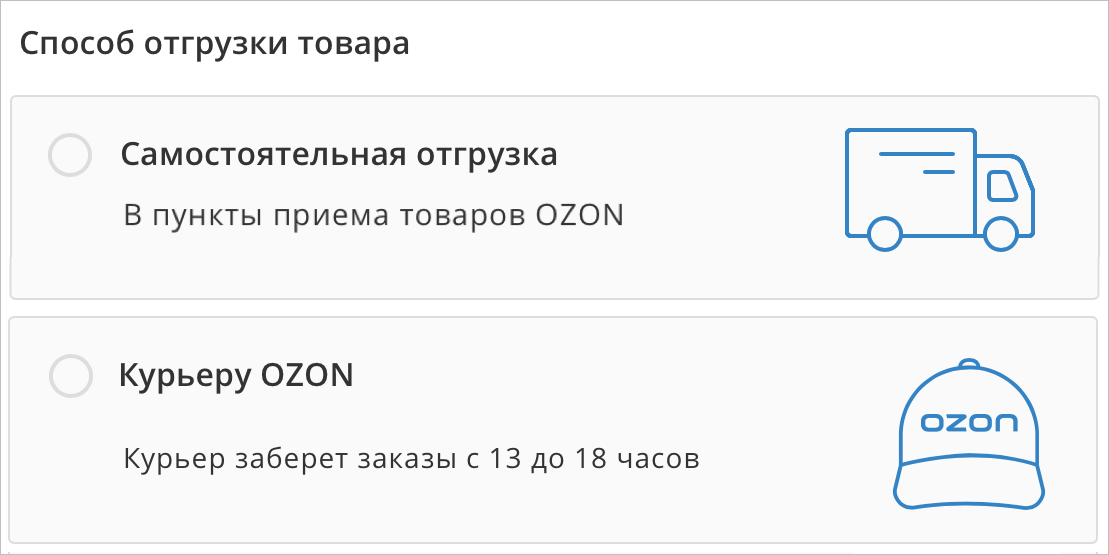 Способ отгрузки товара
Самостоятельная отгрузка
В пункты приема товаров OZON
Курьеру OZON
ozon
Курьер заберет заказы с 13 до 18 часов